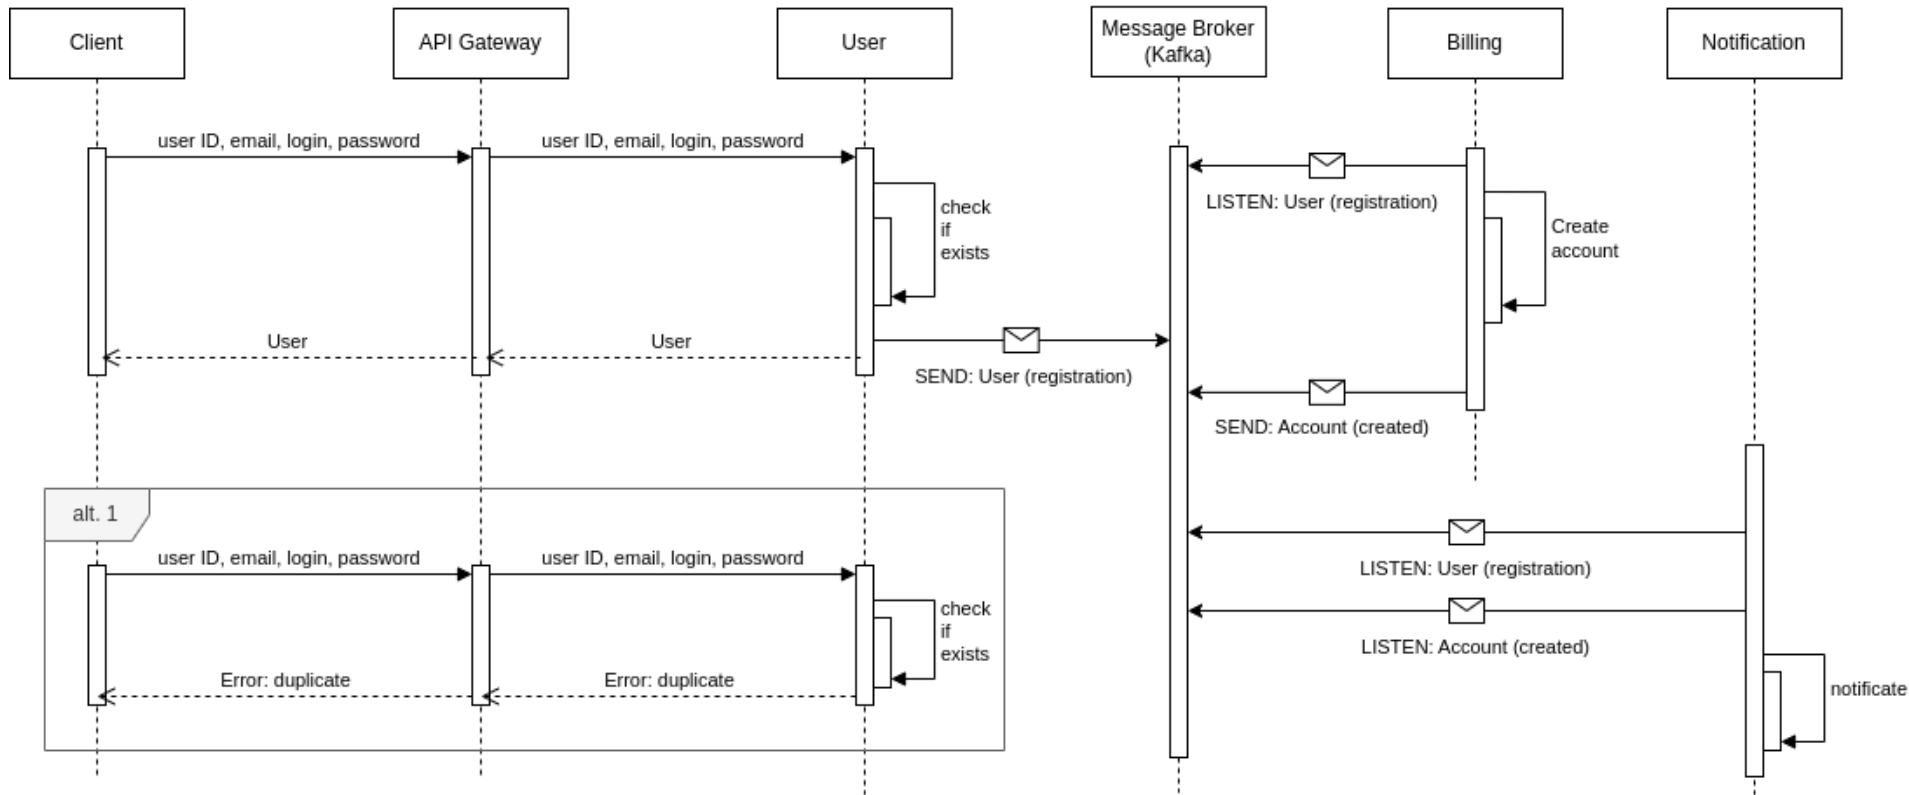 Client
API Gateway
User
Message Broker
(Kafka)
Billing
Notification
user ID, email, login, password
user ID, email, login, password
check
if
exists
LISTEN: User (registration)
Create
account
User
User
SEND: User (registration)
SEND: Account (created)
alt. 1
user ID, email, login, password
user ID, email, login, password
check
if
exists
Error: duplicate
Error: duplicate
LISTEN: User (registration)
LISTEN: Account (created)
notificate